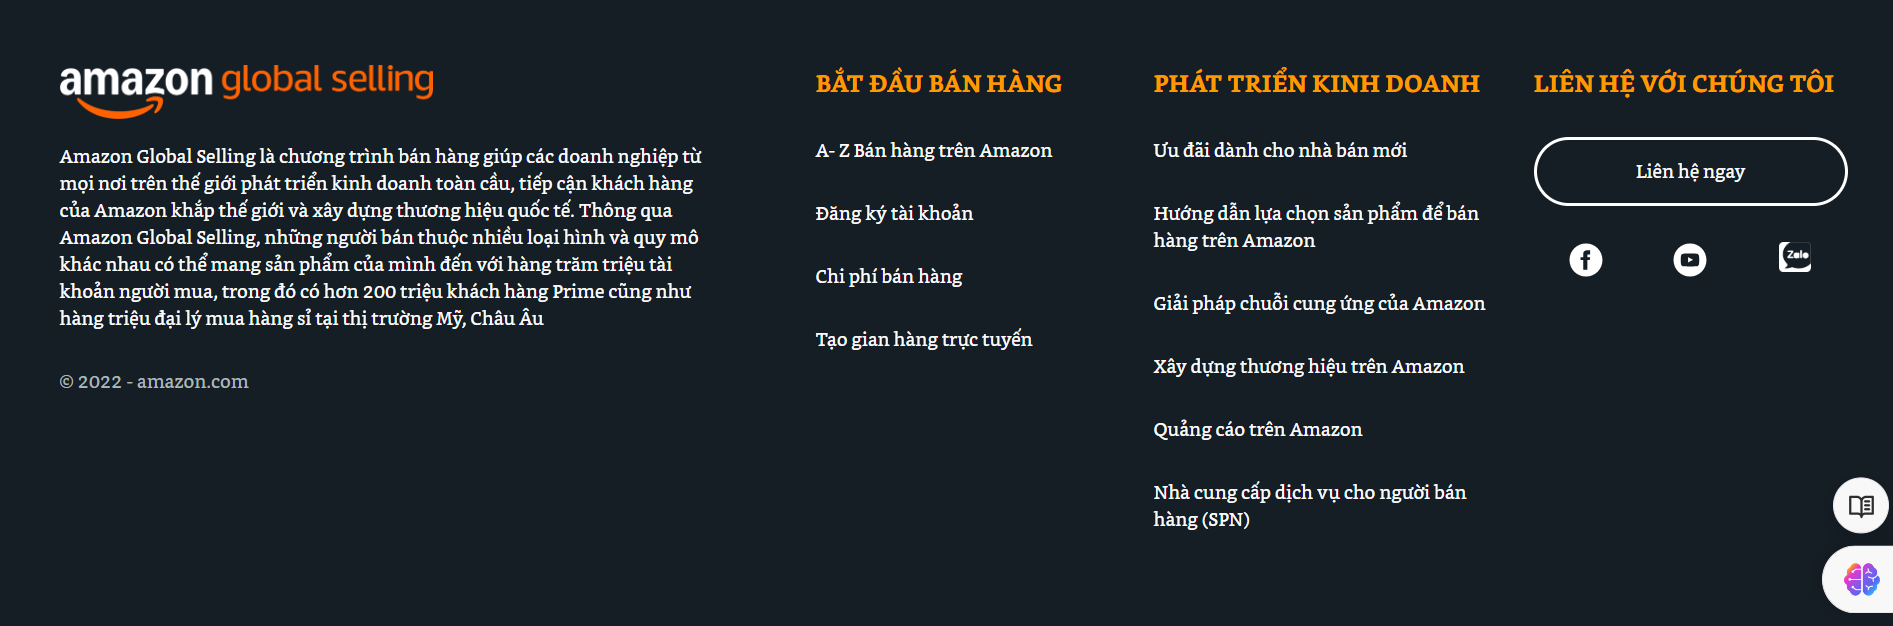 amazon global selling
Amazon Global Selling là chương trình bán hàng giúp các doanh nghiệp từ
mọi nơi trên thế giới phát triển kinh doanh toàn cầu, tiếp cận khách hàng
của Amazon khắp thế giới và xây dựng thương hiệu quốc tế. Thông qua
Amazon Global Selling, những người bán thuộc nhiều loại hình và quy mô
khác nhau có thể mang sản phẩm của mình đến với hàng trăm triệu tài
khoản người mua, trong đó có hơn 200 triệu khách hàng Prime cũng như
hàng triệu đại lý mua hàng sỉ tại thị trường Mỹ, Châu Âu
© 2022 - amazon.com
BẮT ĐẦU BÁN HÀNG
A- Z Bán hàng trên Amazon
Đăng ký tài khoản
Chi phí bán hàng
Tạo gian hàng trực tuyến
PHÁT TRIỂN KINH DOANH
Ưu đãi dành cho nhà bán mới
Hướng dẫn lựa chọn sản phẩm để bán
hàng trên Amazon
Giải pháp chuỗi cung ứng của Amazon
Xây dựng thương hiệu trên Amazon
Quảng cáo trên Amazon
Nhà cung cấp dịch vụ cho người bán
hàng (SPN)
LIÊN HỆ VỚI CHÚNG TÔI
Liên hệ ngay
Zalo